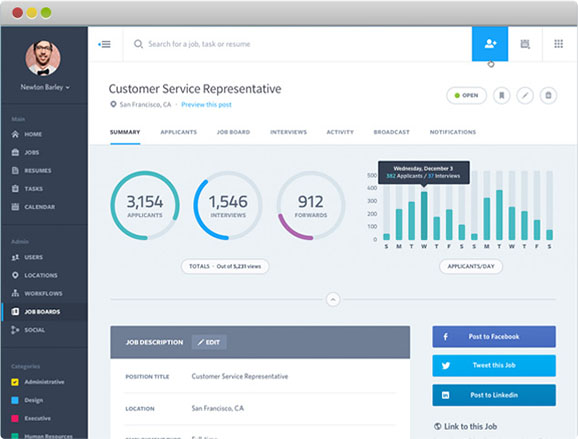 Search for a job, task or resume
Newton Barley
Main
HOME
JOBS
RESUMES
TASKS
CALENDAR
Admin
USERS
LOCATIONS
WORKFLOWS
JOB BOARDS
SOCIAL
Categories
Administrative
Design
Executive
Human Resources
Customer Service Representative
San Francisco, CA · Preview this post
OPEN
SUMMARY APPLICANTS JOB BOARD INTERVIEWS ACTIVITY BROADCAST NOTIFICATIONS
3,154
APPLICANTS
1,546
INTERVIEWS
912
FORWARDS
TOTALS · Out of 5,231 views
Wednesday, December 3
382 Applicants / 37 Interviews
500
400
300
200
100
0
S M T W T F S S M T W T F S
APPLICANTS/DAY
JOB DESCRIPTION EDIT
POSITION TITLE Customer Service Representative
LOCATION San Francisco, CA
Post to Facebook
Tweet this Job
Post to Linkedin
Link to this Job